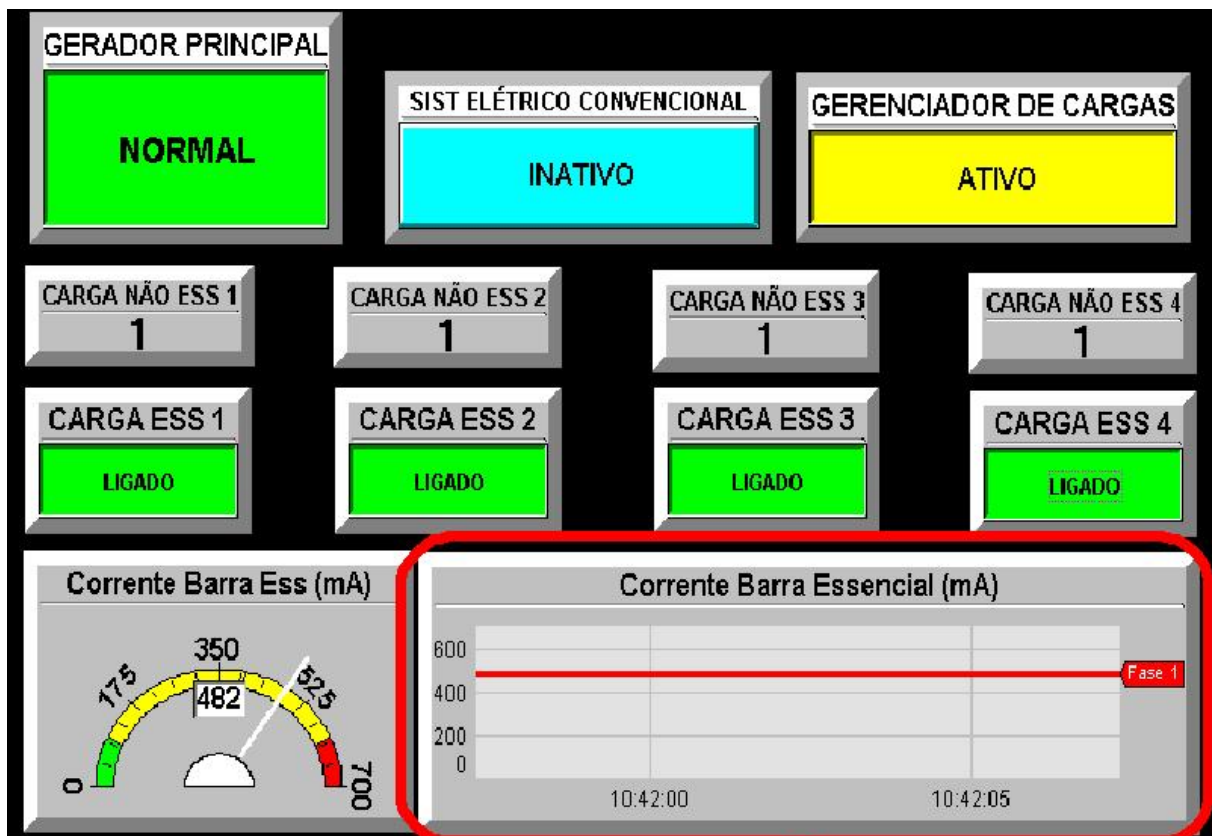 GERADOR PRINCIPAL
NORMAL
SIST ELÉTRICO CONVENCIONAL
INATIVO
GERENCIADOR DE CARGAS
ATIVO
CARGA NÃO ESS 1
1
CARGA NÃO ESS 2
1
CARGA NÃO ESS 3
1
CARGA NÃO ESS 4
1
CARGA ESS 1
LIGADO
CARGA ESS 2
LIGADO
CARGA ESS 3
LIGADO
CARGA ESS 4
LIGADO
Corrente Barra Ess (mA)
0
175
350
525
700
482
Corrente Barra Essencial (mA)
600
400
200
0
Fase 1
10:42:00
10:42:05